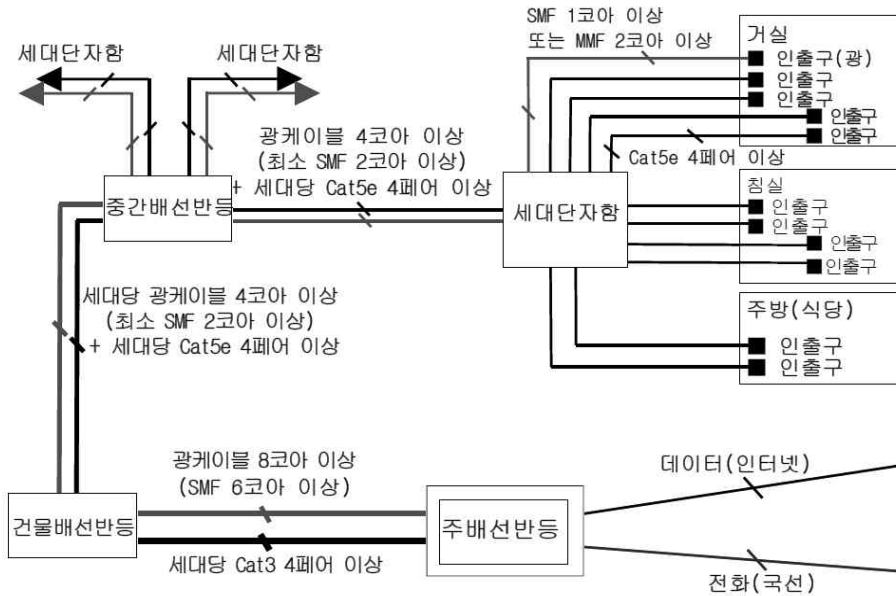 SMF 1코아 이상
또는 MMF 2코아 이상
세대단자함
세대단자함
거실
인출구(광)
인출구
인출구
인출구
인출구
광케이블 4코아 이상
(최소 SMF 2코아 이상)
+ 세대당 Cat5e 4페어 이상
Cat5e 4페어 이상
중간배선반등
세대단자함
침실
인출구
인출구
인출구
인출구
세대당 광케이블 4코아 이상
(최소 SMF 2코아 이상)
+ 세대당 Cat5e 4페어 이상
주방(식당)
인출구
인출구
광케이블 8코아 이상
(SMF 6코아 이상)
데이터(인터넷)
건물배선반등
주배선반등
세대당 Cat3 4페어 이상
전화(국선)